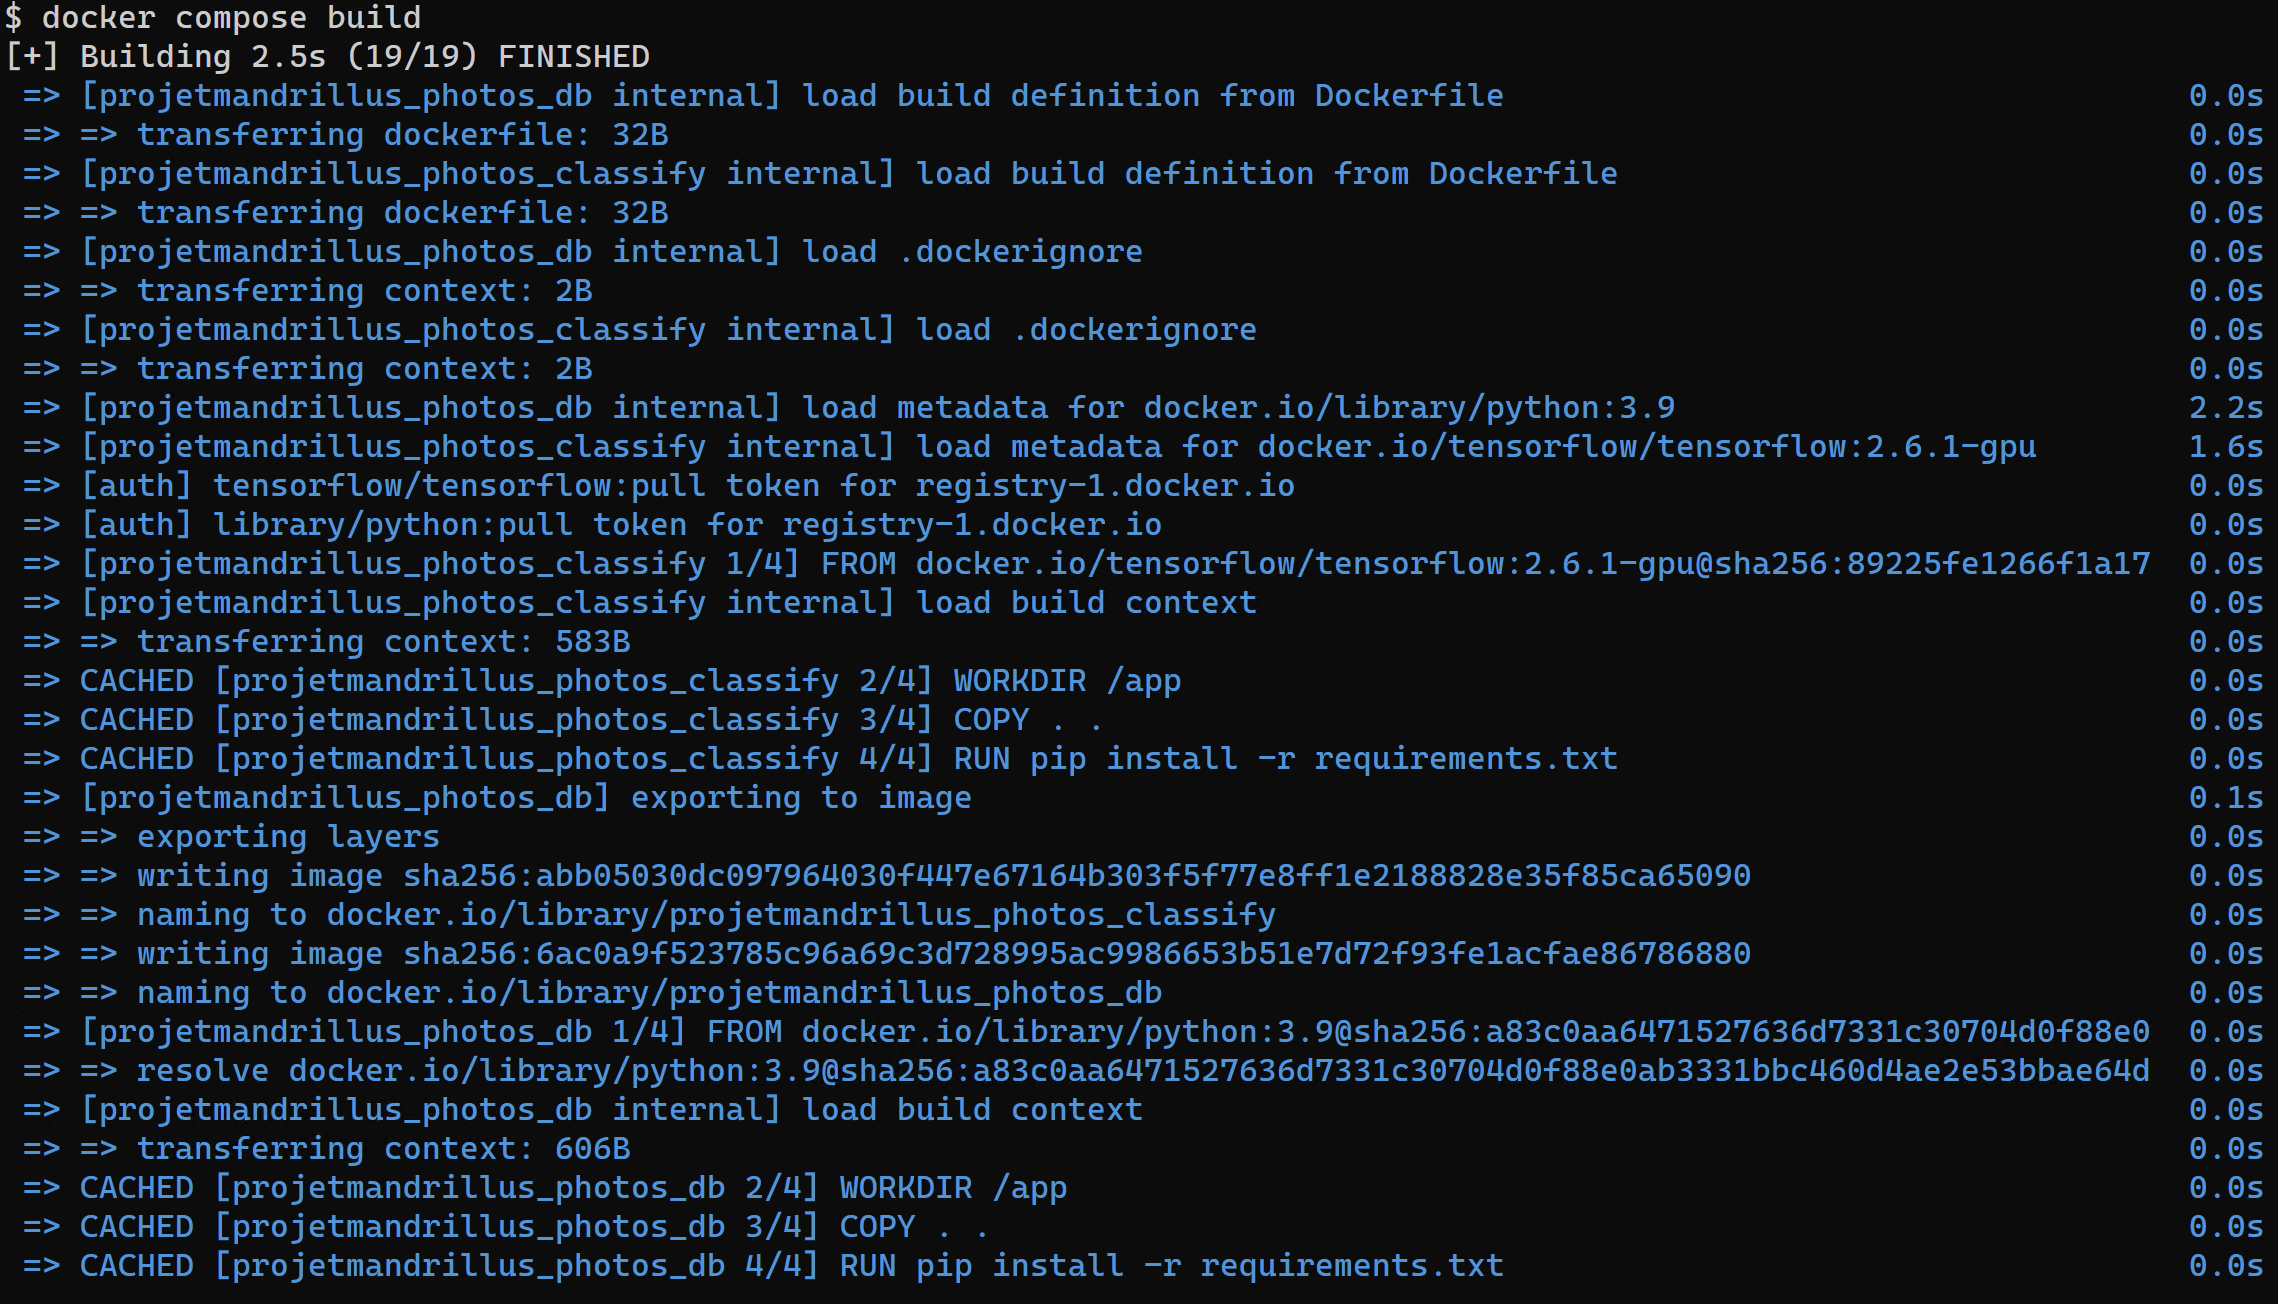 $ docker compose build
[+] Building 2.5s (19/19) FINISHED
=> [projetmandrillus_photos_db internal] load build definition from Dockerfile 0.0s
=> => transferring dockerfile: 32B 0.0s
=> [projetmandrillus_photos_classify internal] load build definition from Dockerfile 0.0s
=> => transferring dockerfile: 32B 0.0s
=> [projetmandrillus_photos_db internal] load .dockerignore 0.0s
=> => transferring context: 2B 0.0s
=> [projetmandrillus_photos_classify internal] load .dockerignore 0.0s
=> => transferring context: 2B 0.0s
=> [projetmandrillus_photos_db internal] load metadata for docker.io/library/python:3.9 2.2s
=> [projetmandrillus_photos_classify internal] load metadata for docker.io/tensorflow/tensorflow:2.6.1-gpu 1.6s
=> [auth] tensorflow/tensorflow:pull token for registry-1.docker.io 0.0s
=> [auth] library/python:pull token for registry-1.docker.io 0.0s
=> [projetmandrillus_photos_classify 1/4] FROM docker.io/tensorflow/tensorflow:2.6.1-gpu@sha256:89225fe1266f1a17 0.0s
=> [projetmandrillus_photos_classify internal] load build context 0.0s
=> => transferring context: 583B 0.0s
=> CACHED [projetmandrillus_photos_classify 2/4] WORKDIR /app 0.0s
=> CACHED [projetmandrillus_photos_classify 3/4] COPY . . 0.0s
=> CACHED [projetmandrillus_photos_classify 4/4] RUN pip install -r requirements.txt 0.0s
=> [projetmandrillus_photos_db] exporting to image 0.1s
=> => exporting layers 0.0s
=> => writing image sha256:abb05030dc097964030f447e67164b303f5f77e8ff1e2188828e35f85ca65090 0.0s
=> => naming to docker.io/library/projetmandrillus_photos_classify 0.0s
=> => writing image sha256:6ac0a9f523785c96a69c3d728995ac9986653b51e7d72f93fe1acfae86786880 0.0s
=> => naming to docker.io/library/projetmandrillus_photos_db 0.0s
=> [projetmandrillus_photos_db 1/4] FROM docker.io/library/python:3.9@sha256:a83c0aa6471527636d7331c30704d0f88e0 0.0s
=> => resolve docker.io/library/python:3.9@sha256:a83c0aa6471527636d7331c30704d0f88e0ab3331bbc460d4ae2e53bbae64d 0.0s
=> [projetmandrillus_photos_db internal] load build context 0.0s
=> => transferring context: 606B 0.0s
=> CACHED [projetmandrillus_photos_db 2/4] WORKDIR /app 0.0s
=> CACHED [projetmandrillus_photos_db 3/4] COPY . . 0.0s
=> CACHED [projetmandrillus_photos_db 4/4] RUN pip install -r requirements.txt 0.0s